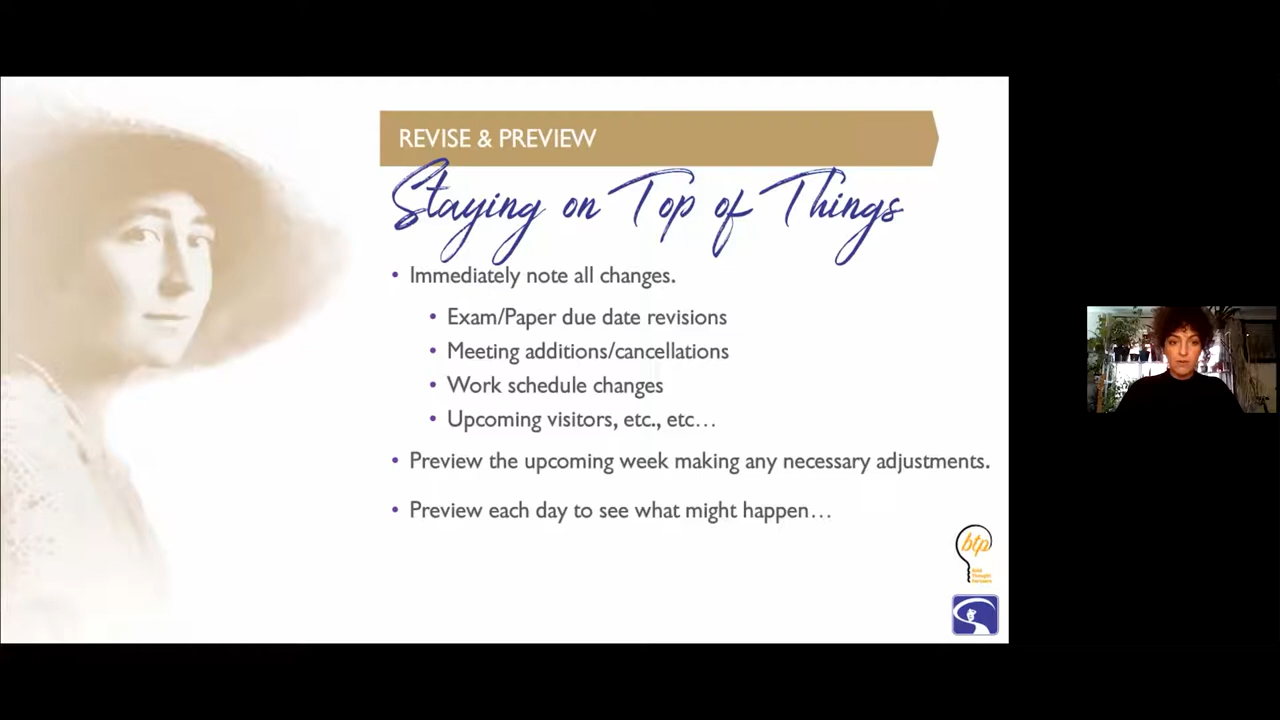 REVISE & PREVIEW
Staying on Top of Things
• Immediately note all changes.
• Exam/Paper due date revisions
• Meeting additions/cancellations
• Work schedule changes
• Upcoming visitors, etc., etc…
• Preview the upcoming week making any necessary adjustments.
• Preview each day to see what might happen…
btp